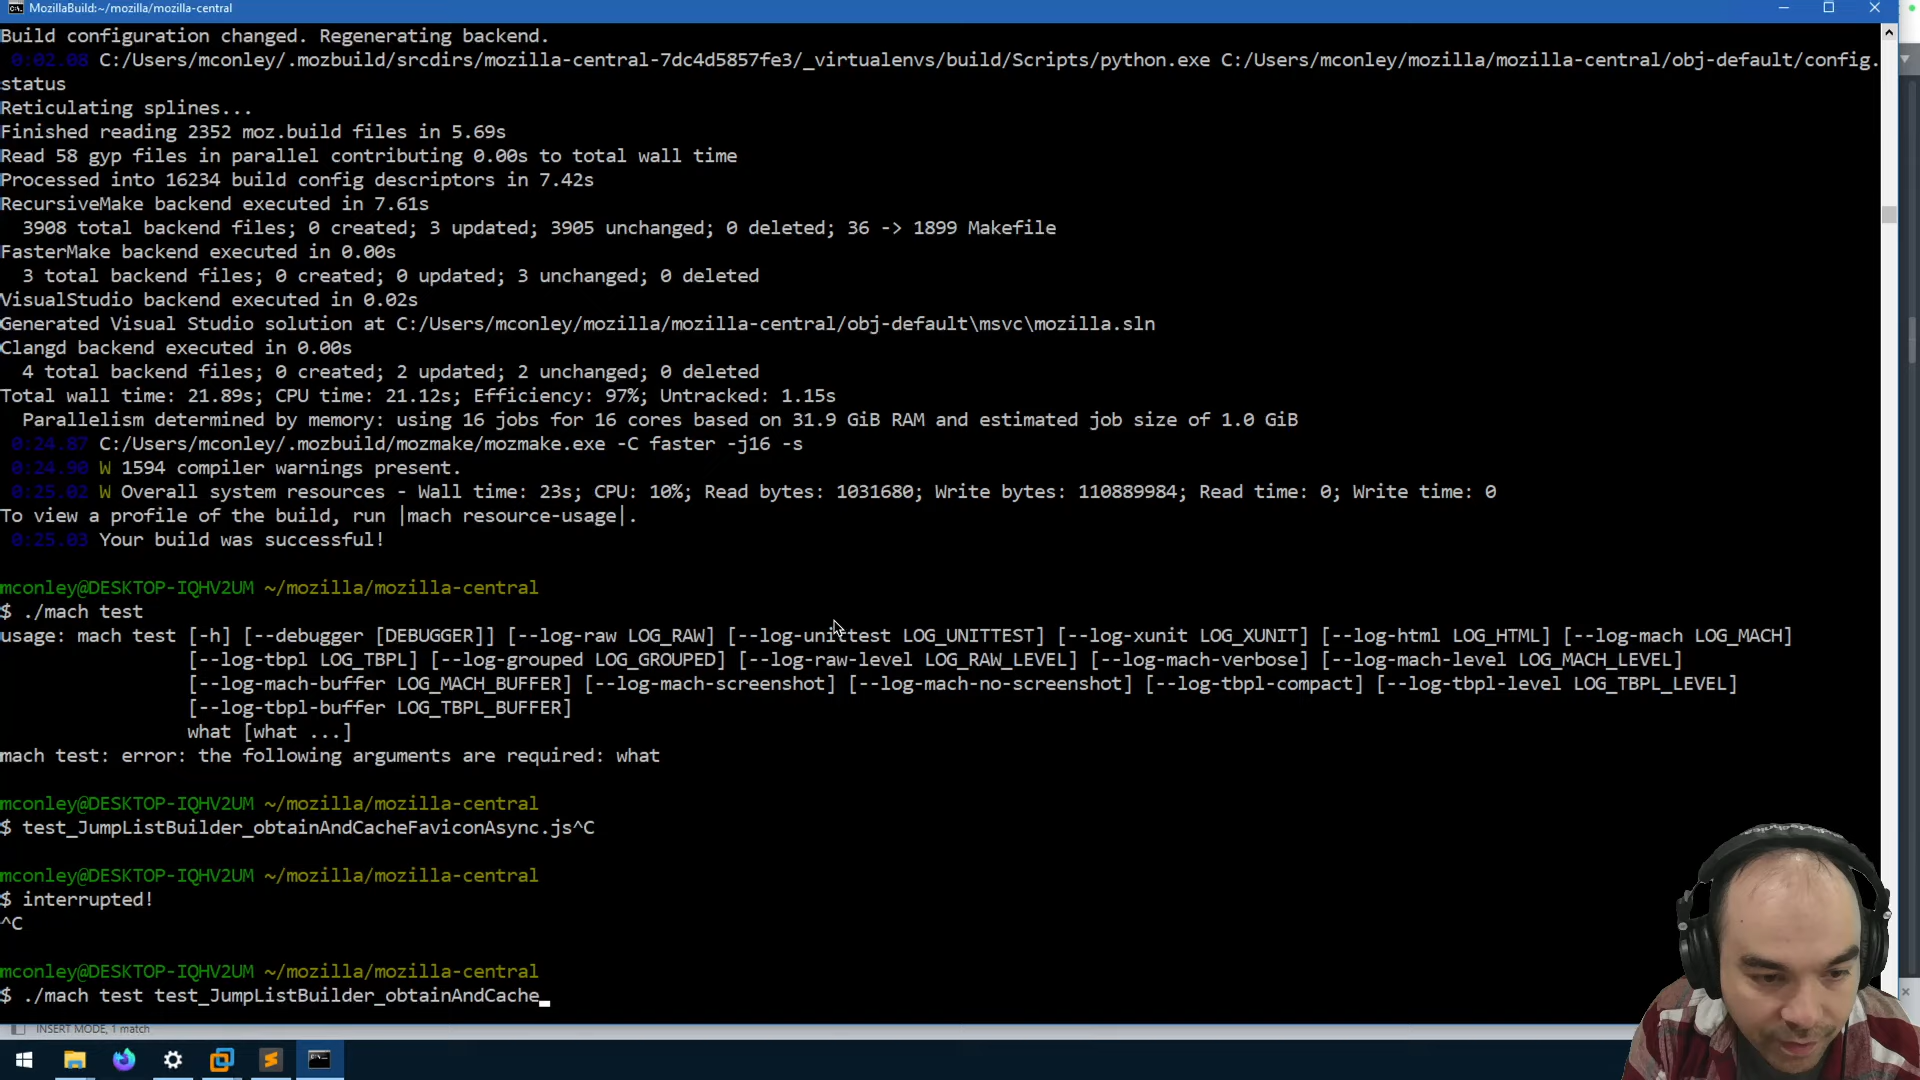 MozillaBuild:~/mozilla/mozilla-central
Build configuration changed. Regenerating backend.
0:02.08 C:/Users/mconley/.mozbuild/srcdirs/mozilla-central-7dc4d5857fe3/_virtualenvs/build/Scripts/python.exe C:/Users/mconley/mozilla/mozilla-central/obj-default/config.
status
Reticulating splines...
Finished reading 2352 moz.build files in 5.69s
Read 58 gyp files in parallel contributing 0.00s to total wall time
Processed into 16234 build config descriptors in 7.42s
RecursiveMake backend executed in 7.61s
3908 total backend files; 0 created; 3 updated; 3905 unchanged; 0 deleted; 36 -> 1899 Makefile
FasterMake backend executed in 0.00s
3 total backend files; 0 created; 0 updated; 3 unchanged; 0 deleted
VisualStudio backend executed in 0.02s
Generated Visual Studio solution at C:/Users/mconley/mozilla/mozilla-central/obj-default\msvc\mozilla.sln
Clangd backend executed in 0.00s
4 total backend files; 0 created; 2 updated; 2 unchanged; 0 deleted
Total wall time: 21.89s; CPU time: 21.12s; Efficiency: 97%; Untracked: 1.15s
Parallelism determined by memory: using 16 jobs for 16 cores based on 31.9 GiB RAM and estimated job size of 1.0 GiB
0:24.87 C:/Users/mconley/.mozbuild/mozmake/mozmake.exe -C faster -j16 -s
0:24.90 W 1594 compiler warnings present.
0:25.02 W Overall system resources - Wall time: 23s; CPU: 10%; Read bytes: 1031680; Write bytes: 110889984; Read time: 0; Write time: 0
To view a profile of the build, run |mach resource-usage|.
0:25.03 Your build was successful!
mconley@DESKTOP-IQHV2UM ~/mozilla/mozilla-central
$ ./mach test
usage: mach test [-h] [--debugger [DEBUGGER]] [--log-raw LOG_RAW] [--log-unittest LOG_UNITTEST] [--log-xunit LOG_XUNIT] [--log-html LOG_HTML] [--log-mach LOG_MACH]
[--log-tbpl LOG_TBPL] [--log-grouped LOG_GROUPED] [--log-raw-level LOG_RAW_LEVEL] [--log-mach-verbose] [--log-mach-level LOG_MACH_LEVEL]
[--log-mach-buffer LOG_MACH_BUFFER] [--log-mach-screenshot] [--log-mach-no-screenshot] [--log-tbpl-compact] [--log-tbpl-level LOG_TBPL_LEVEL]
[--log-tbpl-buffer LOG_TBPL_BUFFER]
what [what ...]
mach test: error: the following arguments are required: what
mconley@DESKTOP-IQHV2UM ~/mozilla/mozilla-central
$ test_JumpListBuilder_obtainAndCacheFaviconAsync.js^C
mconley@DESKTOP-IQHV2UM ~/mozilla/mozilla-central
$ interrupted!
^C
mconley@DESKTOP-IQHV2UM ~/mozilla/mozilla-central
$ ./mach test test_JumpListBuilder_obtainAndCache
INSERT MODE, 1 match